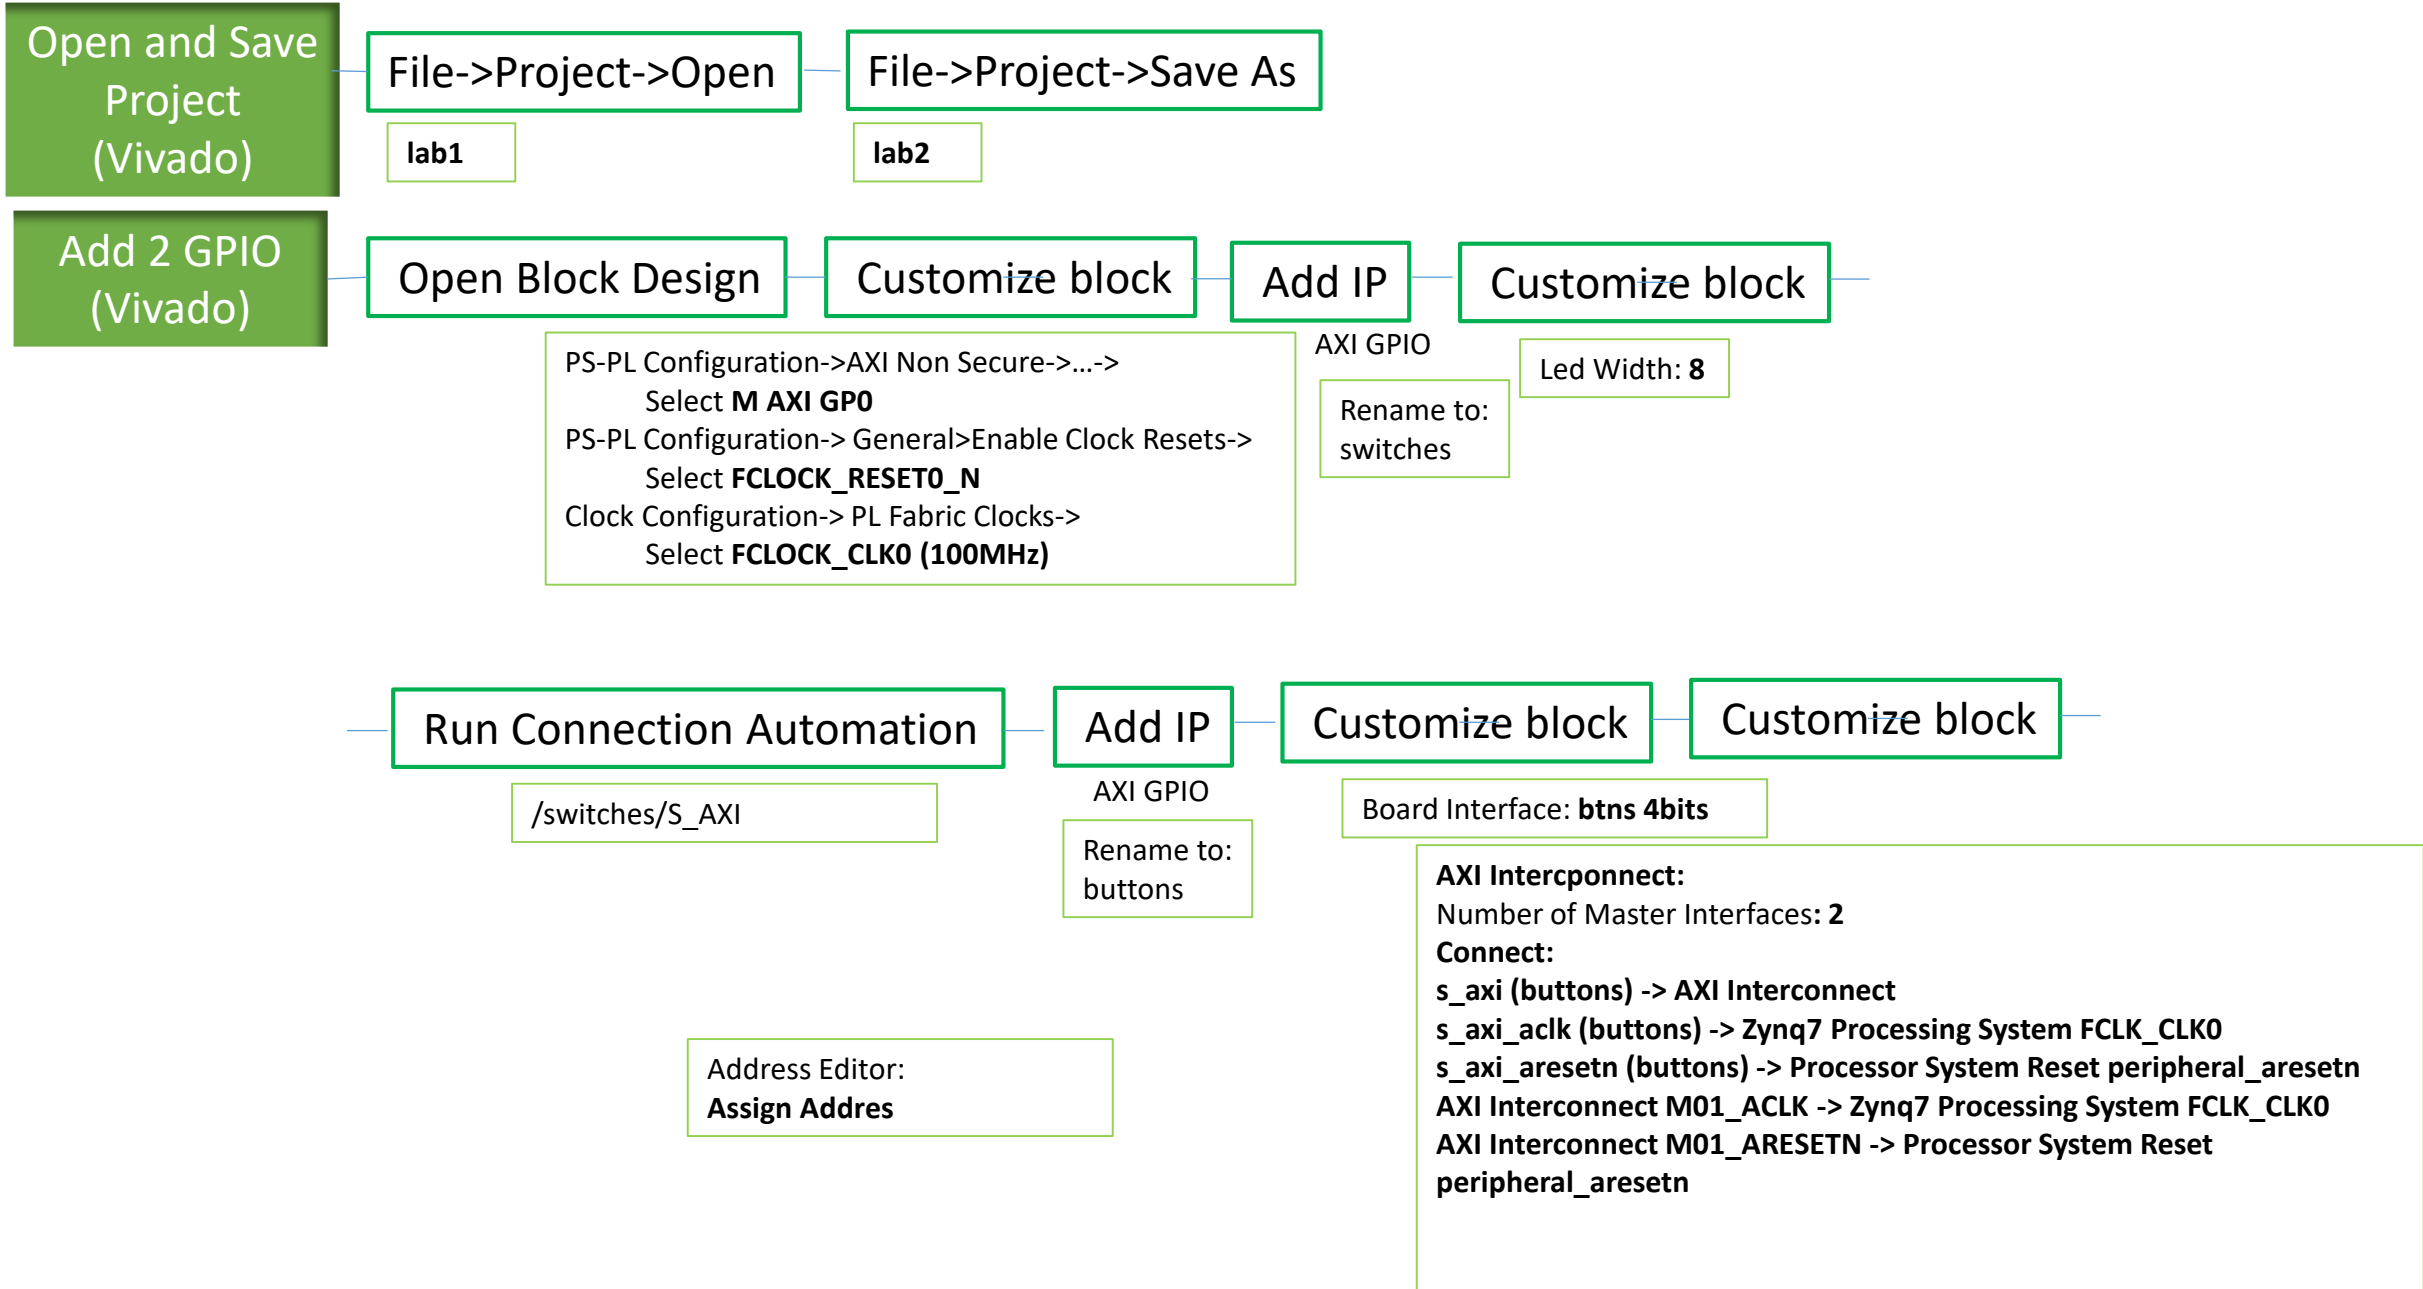 Open and Save
Project
(Vivado)
File->Project->Open
File->Project->Save As
lab1
lab2
Add 2 GPIO
(Vivado)
Open Block Design
Customize block
Add IP
Customize block
PS-PL Configuration->AXI Non Secure->...->
Select M AXI GP0
PS-PL Configuration-> General>Enable Clock Resets->
Select FCLOCK_RESET0_N
Clock Configuration-> PL Fabric Clocks->
Select FCLOCK_CLK0 (100MHz)
AXI GPIO
Rename to:
switches
Led Width: 8
Run Connection Automation
Add IP
Customize block
Customize block
/switches/S_AXI
AXI GPIO
Rename to:
buttons
Board Interface: btns 4bits
AXI Intercponnect:
Number of Master Interfaces: 2
Connect:
s_axi (buttons) -> AXI Interconnect
s_axi_aclk (buttons) -> Zynq7 Processing System FCLK_CLK0
s_axi_aresetn (buttons) -> Processor System Reset peripheral_aresetn
AXI Interconnect M01_ACLK -> Zynq7 Processing System FCLK_CLK0
AXI Interconnect M01_ARESETN -> Processor System Reset
peripheral_aresetn
Address Editor:
Assign Addres